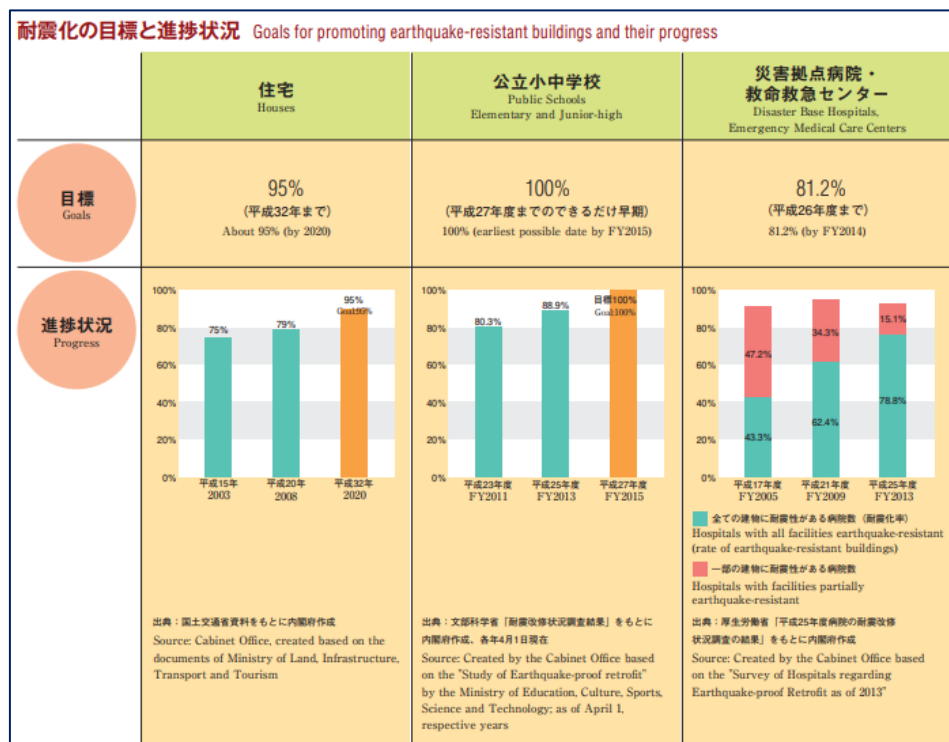 耐震化の目標と進捗状況 Goals for promoting earthquake-resistant buildings and their progress
住宅
Houses
公立小中学校
Public Schools
Elementary and Junior-high
災害拠点病院・
救命救急センター
Disaster Base Hospitals,
Emergency Medical Care Centers
目標
Goals
95%
（平成32年まで）
About 95% (by 2020)
100%
（平成27年度までのできるだけ早期）
100% (earliest possible date by FY2015)
81.2%
（平成26年度まで）
81.2% (by FY2014)
進捗状況
Progress
100%
80%
60%
40%
20%
0%
75%
79%
95%
Goal:95%
平成15年
2003
平成20年
2008
平成32年
2020
100%
80%
60%
40%
20%
0%
80.3%
88.9%
目標100%
Goal:100%
平成23年度
FY2011
平成25年度
FY2013
平成27年度
FY2015
100%
80%
60%
40%
20%
0%
47.2%
43.3%
34.3%
62.4%
15.1%
78.8%
平成17年度
FY2005
平成21年度
FY2009
平成25年度
FY2013
全ての建物に耐震性がある病院数（耐震化率）
Hospitals with all facilities earthquake-resistant
(rate of earthquake-resistant buildings)
一部の建物に耐震性がある病院数
Hospitals with facilities partially
earthquake-resistant
出典：国土交通省資料をもとに内閣府作成
Source: Cabinet Office, created based on the
documents of Ministry of Land, Infrastructure,
Transport and Tourism
出典：文部科学省「耐震改修状況調査結果」をもとに
内閣府作成、各年4月1日現在
Source: Created by the Cabinet Office based
on the "Study of Earthquake-proof retrofit"
by the Ministry of Education, Culture, Sports,
Science and Technology; as of April 1,
respective years
出典：厚生労働省「平成25年度病院の耐震改修
状況調査の結果」をもとに内閣府作成
Source: Created by the Cabinet Office based
on the "Survey of Hospitals regarding
Earthquake-proof Retrofit as of 2013"